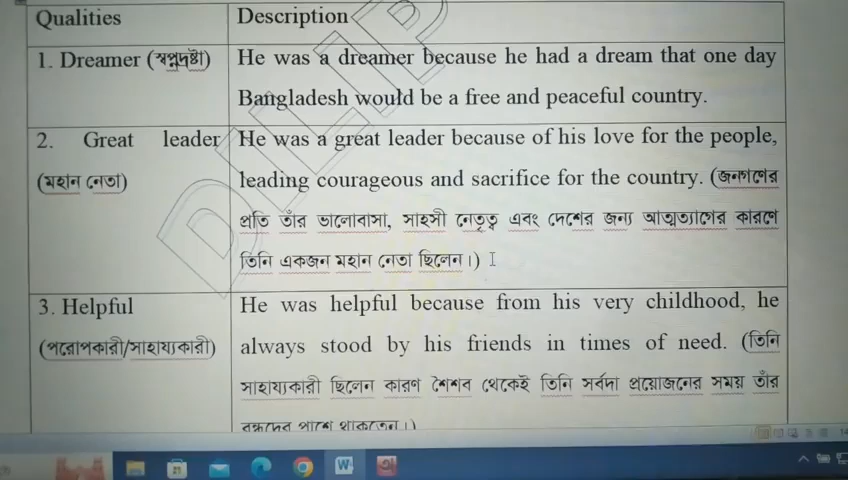 Qualities Description
1. Dreamer (স্বপ্নদ্রষ্টা) He was a dreamer because he had a dream that one day
Bangladesh would be a free and peaceful country.
2. Great leader He was a great leader because of his love for the people,
(মহান নেতা) leading courageous and sacrifice for the country. (জনগণের
প্রতি তাঁর ভালোবাসা, সাহসী নেতৃত্ব এবং দেশের জন্য আত্মত্যাগের কারণে
তিনি একজন মহান নেতা ছিলেন।)
3. Helpful He was helpful because from his very childhood, he
(পরোপকারী/সাহায্যকারী) always stood by his friends in times of need. (তিনি
সাহায্যকারী ছিলেন কারণ শৈশব থেকেই তিনি সর্বদা প্রয়োজনের সময় তাঁর
বন্ধুদের পাশে থাকতেন।)
DILIP